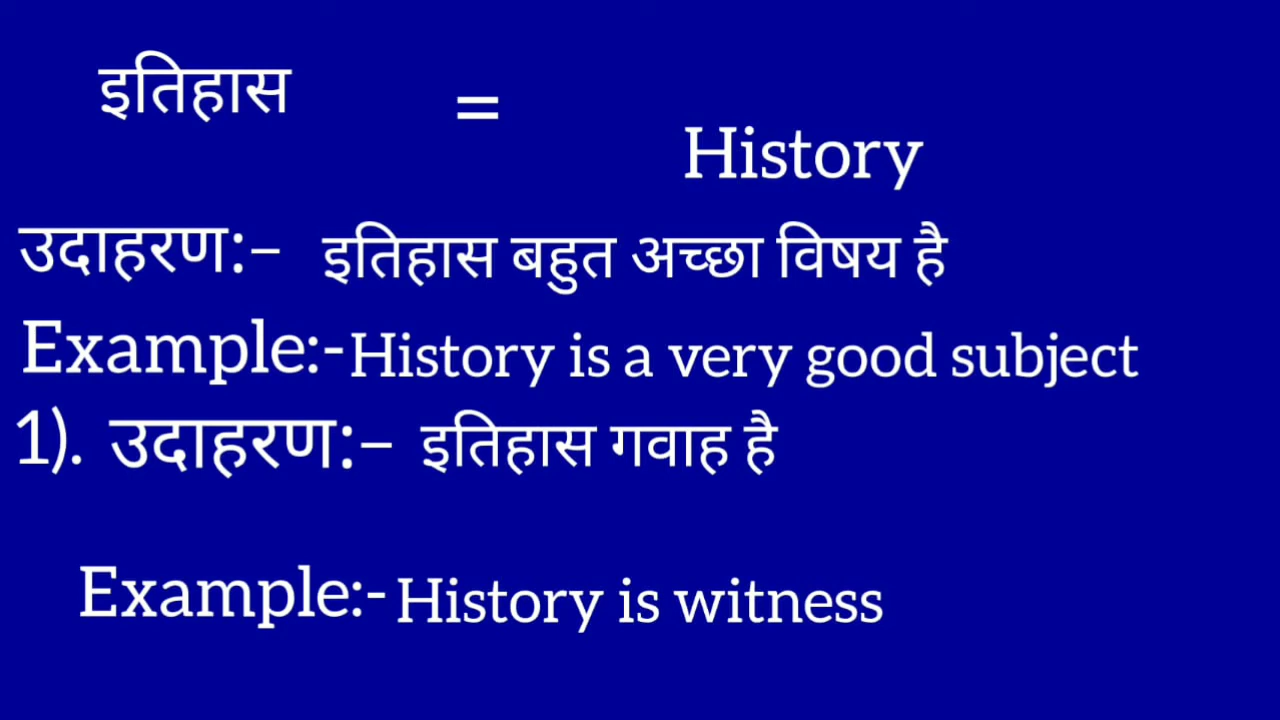 इतिहास = History
उदाहरण:– इतिहास बहुत अच्छा विषय है
Example:-History is a very good subject
1). उदाहरण:– इतिहास गवाह है
Example:-History is witness